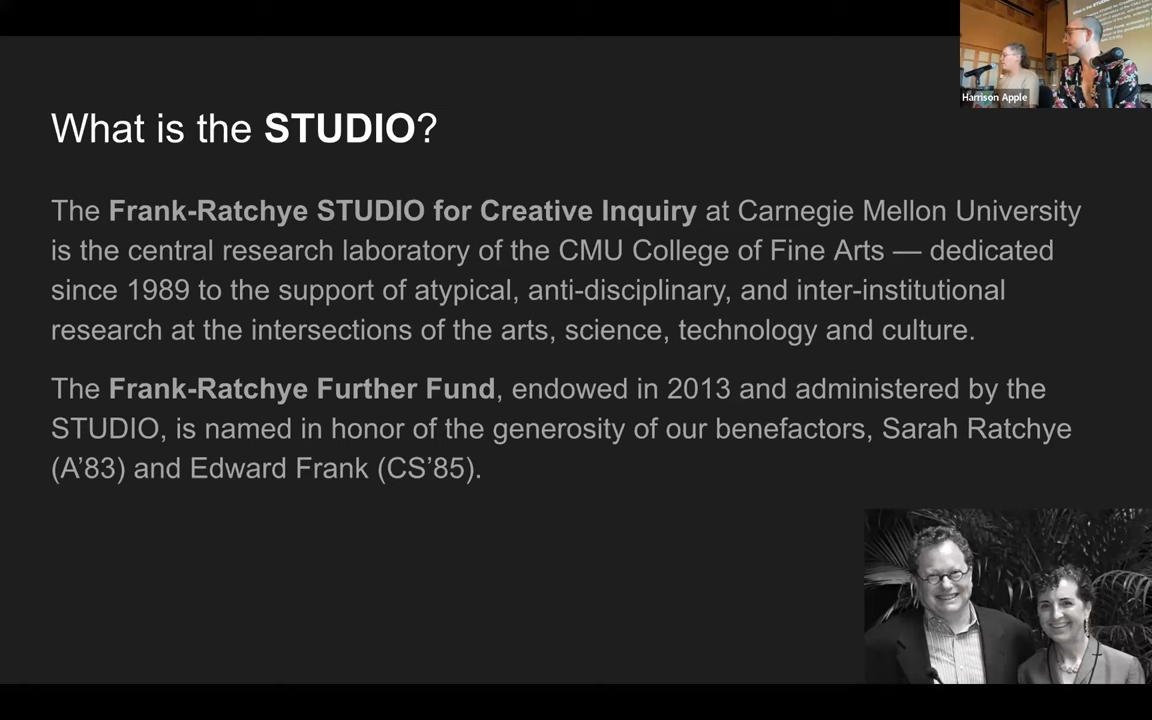 What is the STUDIO?
The Frank-Ratchye STUDIO for Creative Inquiry at Carnegie Mellon University
is the central research laboratory of the CMU College of Fine Arts — dedicated
since 1989 to the support of atypical, anti-disciplinary, and inter-institutional
research at the intersections of the arts, science, technology and culture.
The Frank-Ratchye Further Fund, endowed in 2013 and administered by the
STUDIO, is named in honor of the generosity of our benefactors, Sarah Ratchye
(A’83) and Edward Frank (CS’85).
Harrison Apple